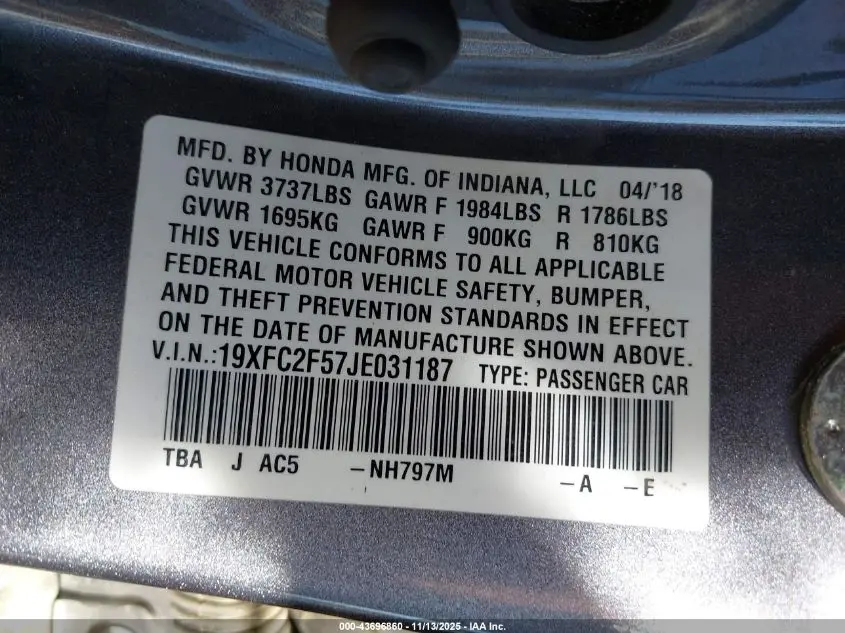 MFD. BY HONDA MFG. OF INDIANA, LLC 04/'18
GVWR 3737LBS GAWR F 1984LBS R 1786LBS
GVWR 1695KG GAWR F 900KG R 810KG
THIS VEHICLE CONFORMS TO ALL APPLICABLE
FEDERAL MOTOR VEHICLE SAFETY, BUMPER,
AND THEFT PREVENTION STANDARDS IN EFFECT
ON THE DATE OF MANUFACTURE SHOWN ABOVE.
V.I.N.:19XFC2F57JE031187 TYPE: PASSENGER CAR
TBA J AC5 –NH797M –A –E
000-43696860 - 11/13/2025 - IAA Inc.